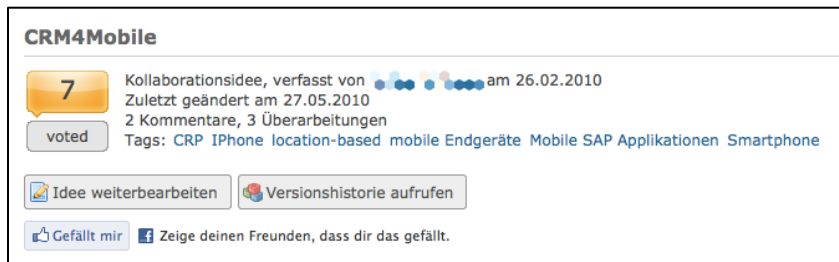 CRM4Mobile
7
voted
Kollaborationsidee, verfasst von am 26.02.2010
Zuletzt geändert am 27.05.2010
2 Kommentare, 3 Überarbeitungen
Tags: CRP IPhone location-based mobile Endgeräte Mobile SAP Applikationen Smartphone
Idee weiterbearbeiten Versionshistorie aufrufen
Gefällt mir Zeige deinen Freunden, dass dir das gefällt.